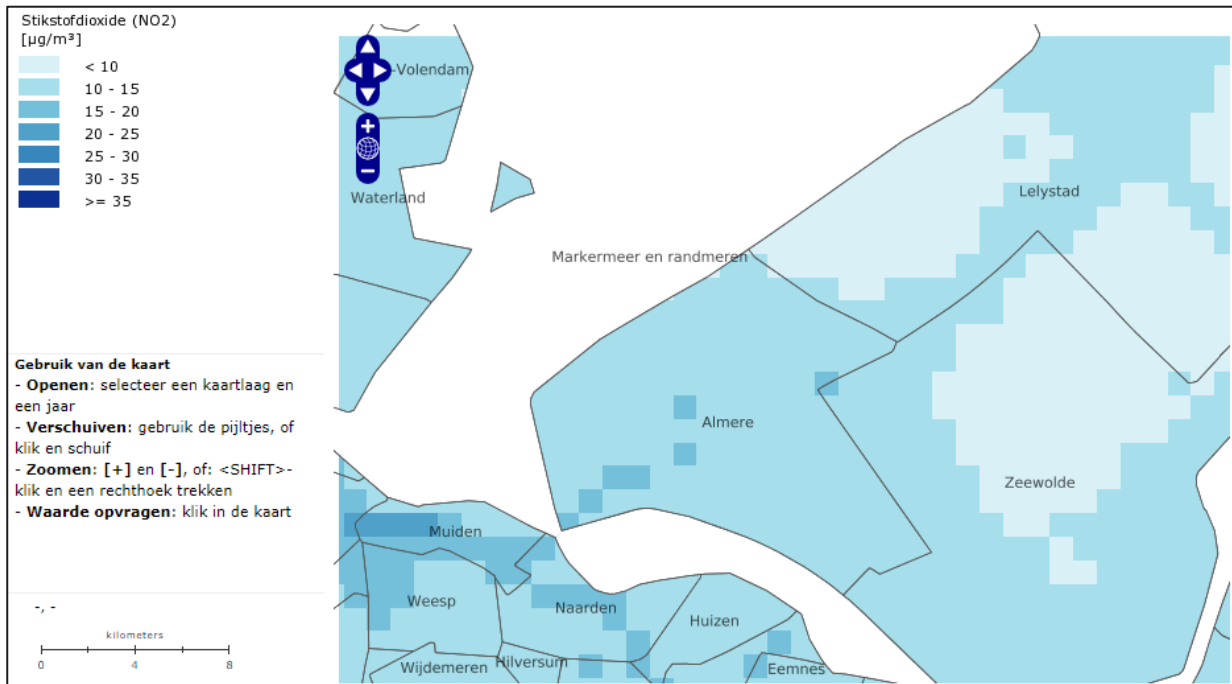 Stikstofdioxide (NO2)
[µg/m³]
< 10
10 - 15
15 - 20
20 - 25
25 - 30
30 - 35
>= 35
Gebruik van de kaart
- Openen: selecteer een kaartlaag en
een jaar
- Verschuiven: gebruik de pijltjes, of
klik en schuif
- Zoomen: [+] en [-], of: <SHIFT>-
klik en een rechthoek trekken
- Waarde opvragen: klik in de kaart
-, -
kilometers
0 4 8
-Volendam
Waterland
Lelystad
Markermeer en randmeren
Almere
Zeewolde
Muiden
Weesp
Naarden
Huizen
Wijdemeren
Hilversum
Eemnes